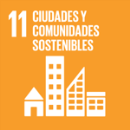 11 CIUDADES Y
COMUNIDADES
SOSTENIBLES